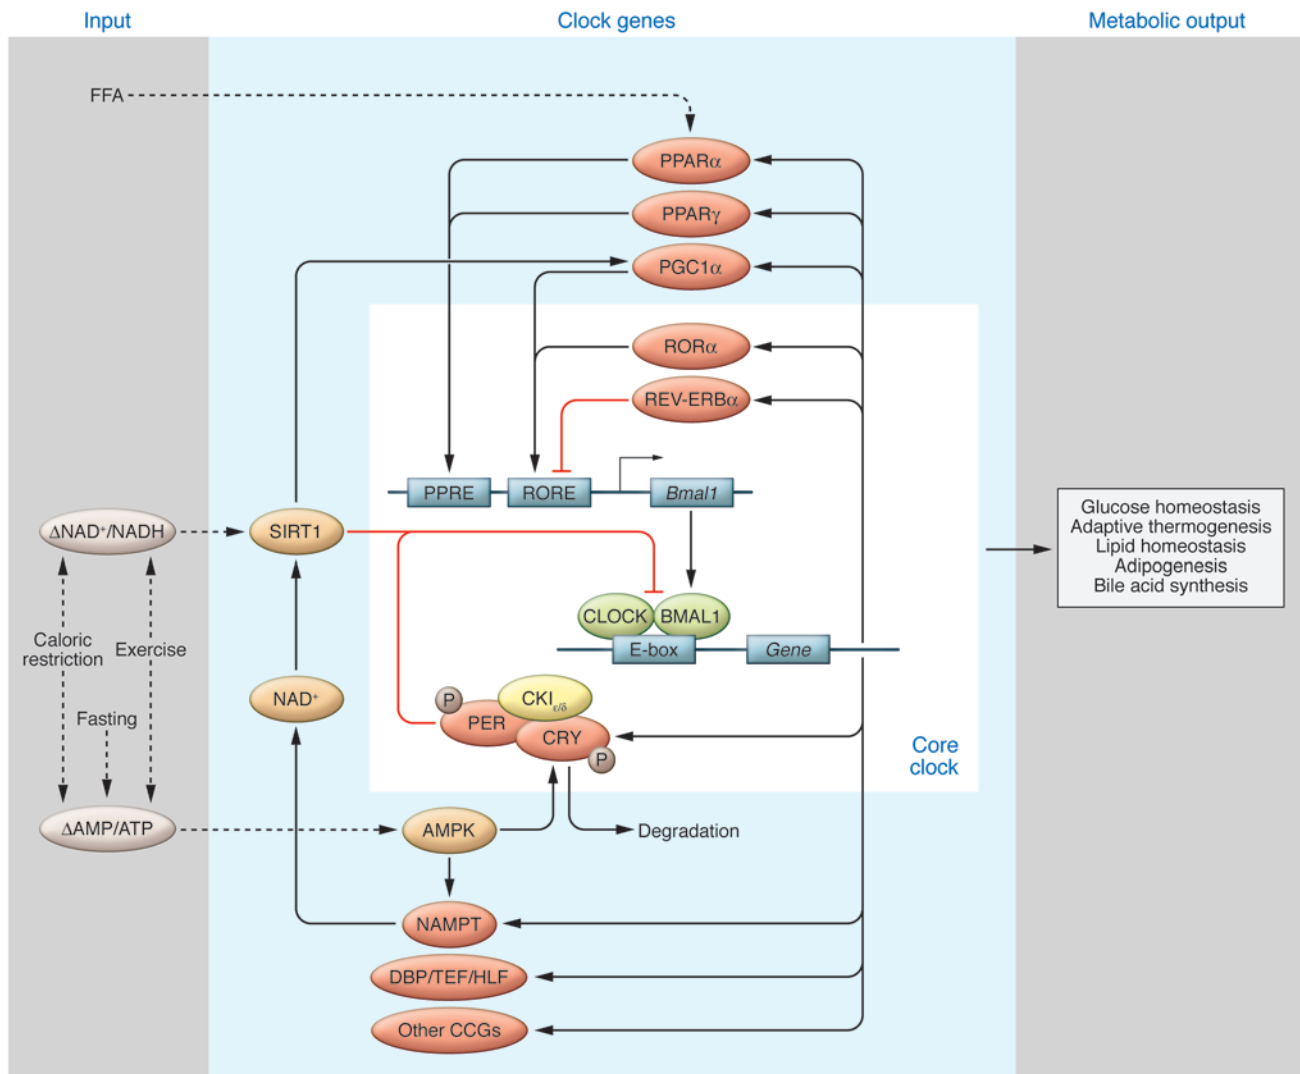 Input
Clock genes
Metabolic output
FFA
PPARα
PPARγ
PGC1α
RORα
REV-ERBα
PPRE
RORE
Bmal1
ΔNAD⁺/NADH
SIRT1
Glucose homeostasis
Adaptive thermogenesis
Lipid homeostasis
Adipogenesis
Bile acid synthesis
CLOCK
BMAL1
E-box
Gene
Caloric
restriction
Exercise
NAD⁺
Fasting
P
CKIε/δ
PER
CRY
P
Core
clock
ΔAMP/ATP
AMPK
Degradation
NAMPT
DBP/TEF/HLF
Other CCGs